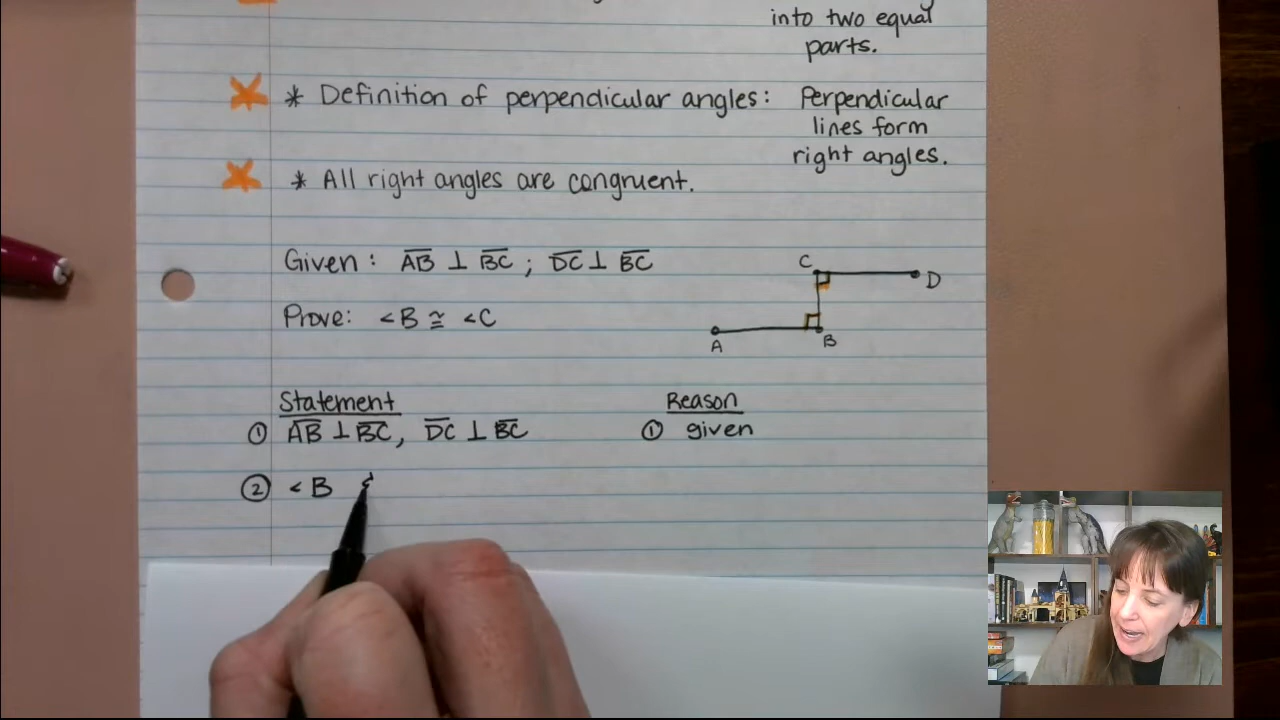 into two equal
parts.
* Definition of perpendicular angles: Perpendicular
lines form
right angles.
* All right angles are congruent.
Given: AB ⊥ BC ; DC ⊥ BC
C
D
Prove: <B ≅ <C
A
B
Statement Reason
① AB ⊥ BC, DC ⊥ BC ① given
② <B